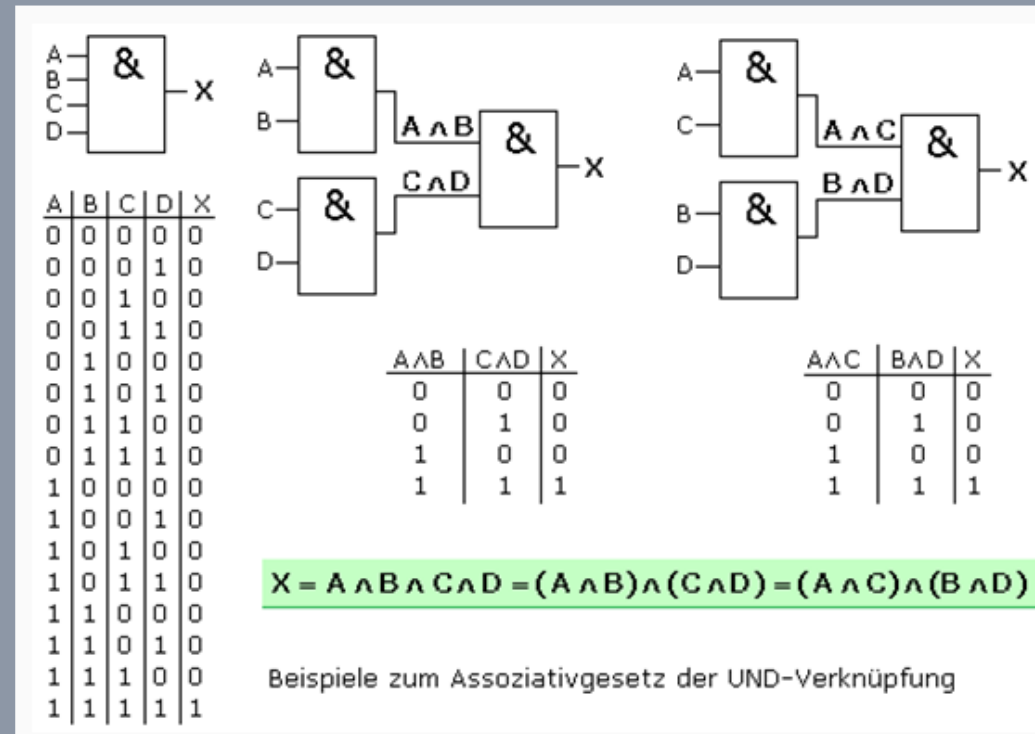 A
B
C
D
&
X
A B C D X
0 0 0 0 0
0 0 0 1 0
0 0 1 0 0
0 0 1 1 0
0 1 0 0 0
0 1 0 1 0
0 1 1 0 0
0 1 1 1 0
1 0 0 0 0
1 0 0 1 0
1 0 1 0 0
1 0 1 1 0
1 1 0 0 0
1 1 0 1 0
1 1 1 0 0
1 1 1 1 1
A
B
&
A ∧ B
C
D
&
C ∧ D
&
X
A∧B C∧D X
0 0 0
0 1 0
1 0 0
1 1 1
A
C
&
A ∧ C
B
D
&
B ∧ D
&
X
A∧C B∧D X
0 0 0
0 1 0
1 0 0
1 1 1
X = A ∧ B ∧ C ∧ D = (A ∧ B) ∧ (C ∧ D) = (A ∧ C) ∧ (B ∧ D)
Beispiele zum Assoziativgesetz der UND-Verknüpfung